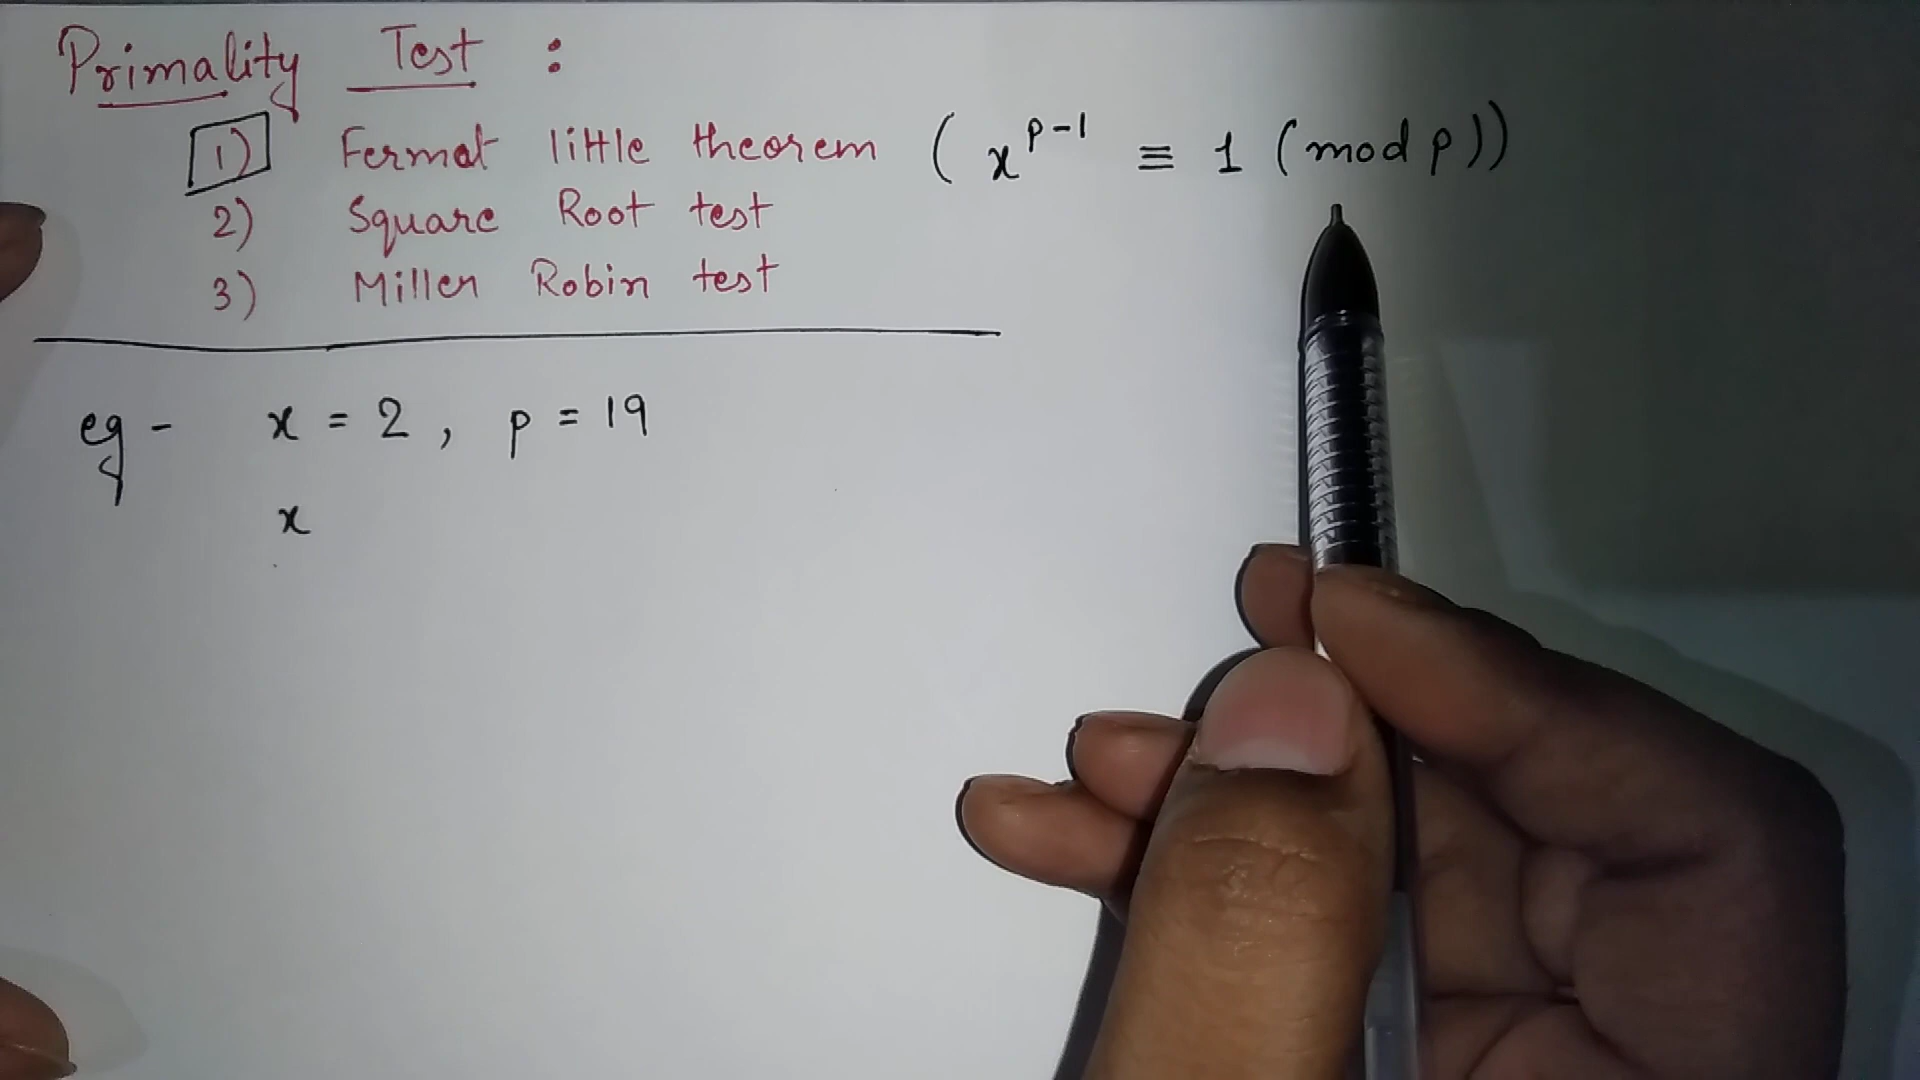 Primality Test :
1) Fermat little theorem ( x^{p-1} ≡ 1 (mod p))
2) Square Root test
3) Miller Robin test
eg - x = 2 , p = 19
x